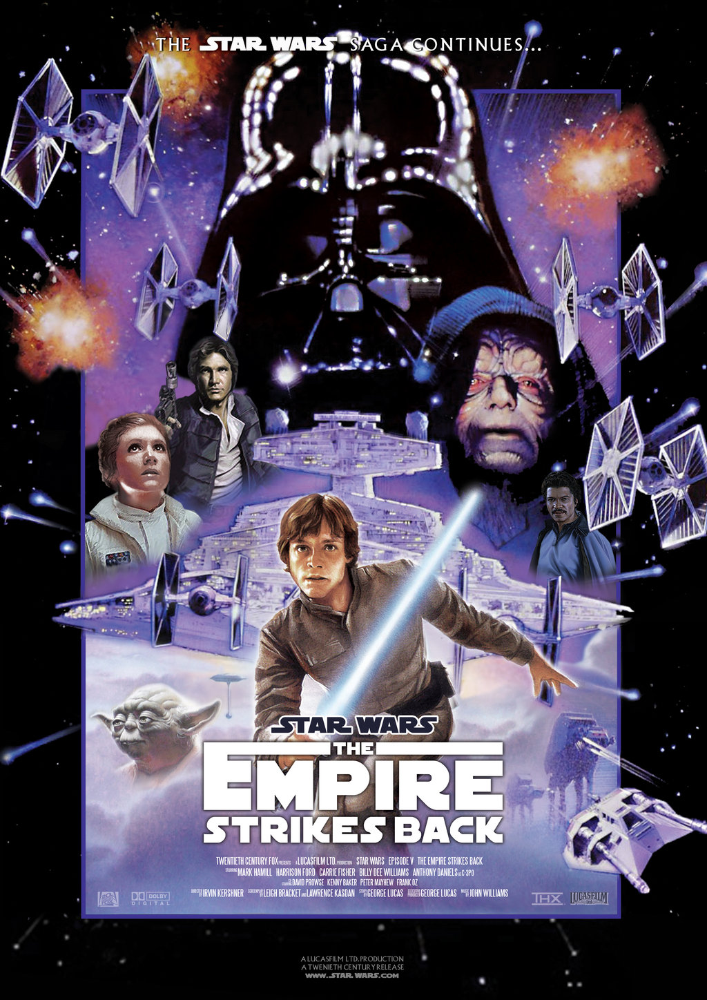 THE STAR WARS SAGA CONTINUES...
STAR WARS
THE
EMPIRE
STRIKES BACK
TWENTIETH CENTURY FOX PRESENTS A LUCASFILM LTD. PRODUCTION STAR WARS EPISODE V THE EMPIRE STRIKES BACK
STARRING MARK HAMILL HARRISON FORD CARRIE FISHER BILLY DEE WILLIAMS ANTHONY DANIELS AS C-3PO
DAVID PROWSE KENNY BAKER PETER MAYHEW FRANK OZ
DIRECTED BY IRVIN KERSHNER SCREENPLAY BY LEIGH BRACKET AND LAWRENCE KASDAN STORY BY GEORGE LUCAS EXECUTIVE PRODUCER GEORGE LUCAS MUSIC BY JOHN WILLIAMS
DOLBY
DIGITAL
THX
LUCASFILM
LTD.
A LUCASFILM LTD. PRODUCTION
A TWENIETH CENTURY RELEASE
WWW.STAR WARS.COM